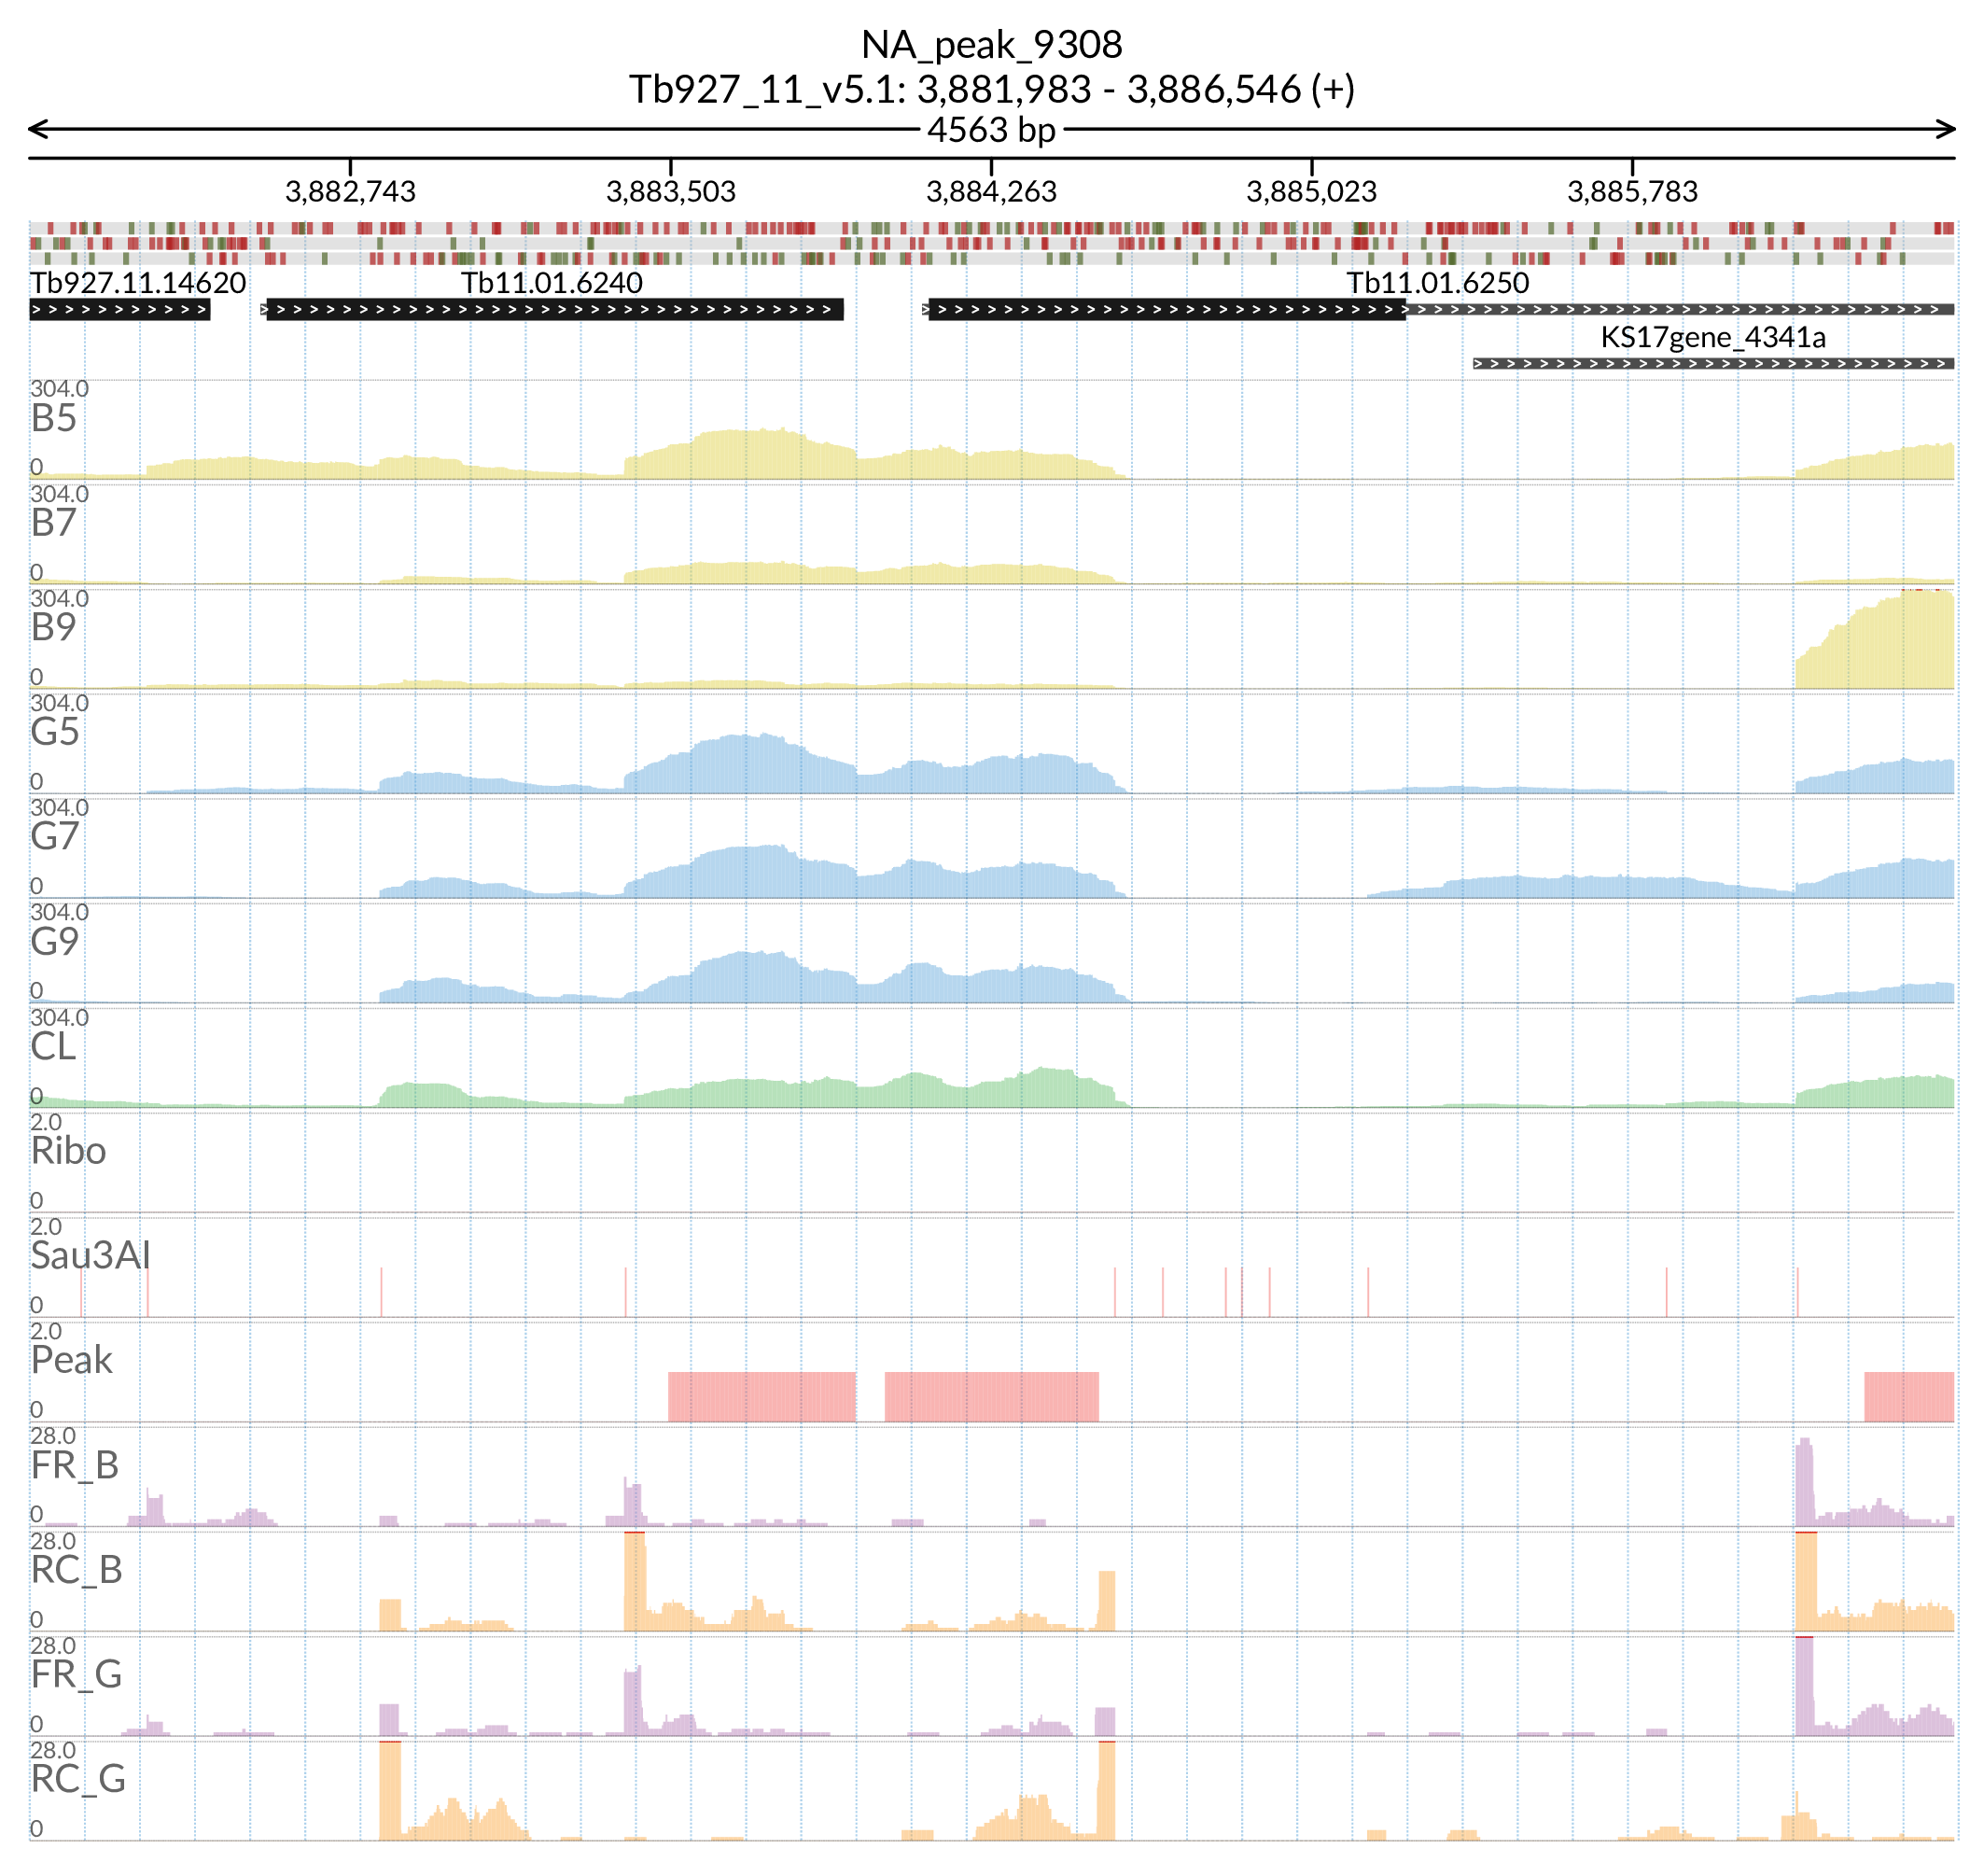 NA_peak_9308
Tb927_11_v5.1: 3,881,983 - 3,886,546 (+)
4563 bp
3,882,743 3,883,503 3,884,263 3,885,023 3,885,783
Tb927.11.14620 Tb11.01.6240 Tb11.01.6250
KS17gene_4341a
304.0
B5
0
304.0
B7
0
304.0
B9
0
304.0
G5
0
304.0
G7
0
304.0
G9
0
304.0
CL
0
2.0
Ribo
0
2.0
Sau3AI
0
2.0
Peak
0
28.0
FR_B
0
28.0
RC_B
0
28.0
FR_G
0
28.0
RC_G
0